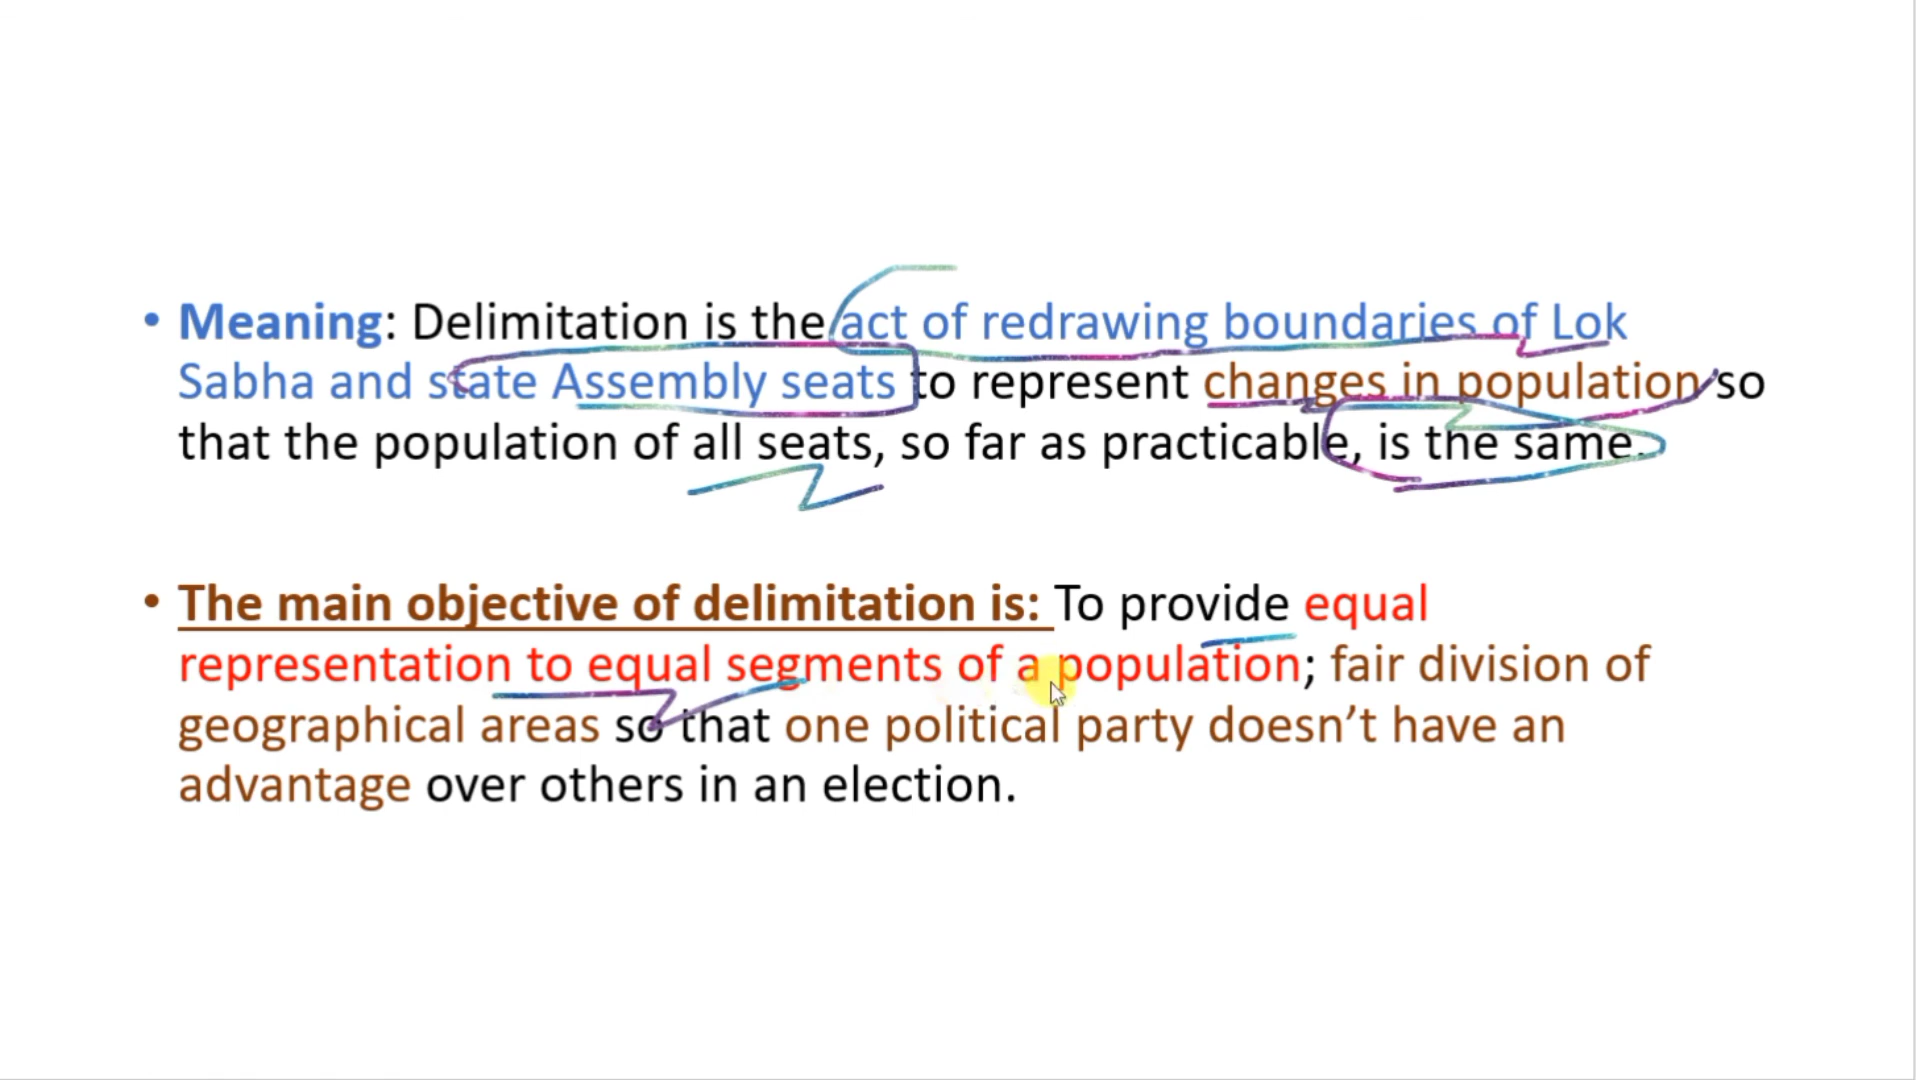 • Meaning: Delimitation is the act of redrawing boundaries of Lok
Sabha and state Assembly seats to represent changes in population so
that the population of all seats, so far as practicable, is the same.
• The main objective of delimitation is: To provide equal
representation to equal segments of a population; fair division of
geographical areas so that one political party doesn’t have an
advantage over others in an election.